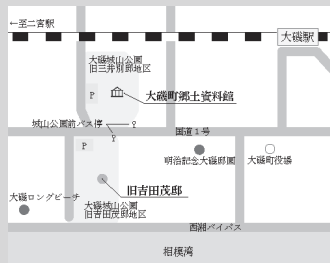 ←至二宮駅
大磯駅
大磯城山公園
旧三井別邸地区
P
大磯町郷土資料館
城山公園前バス停
国道１号
P
明治記念大磯邸園
大磯町役場
旧吉田茂邸
大磯ロングビーチ
大磯城山公園
旧吉田茂邸地区
西湘バイパス
相模湾